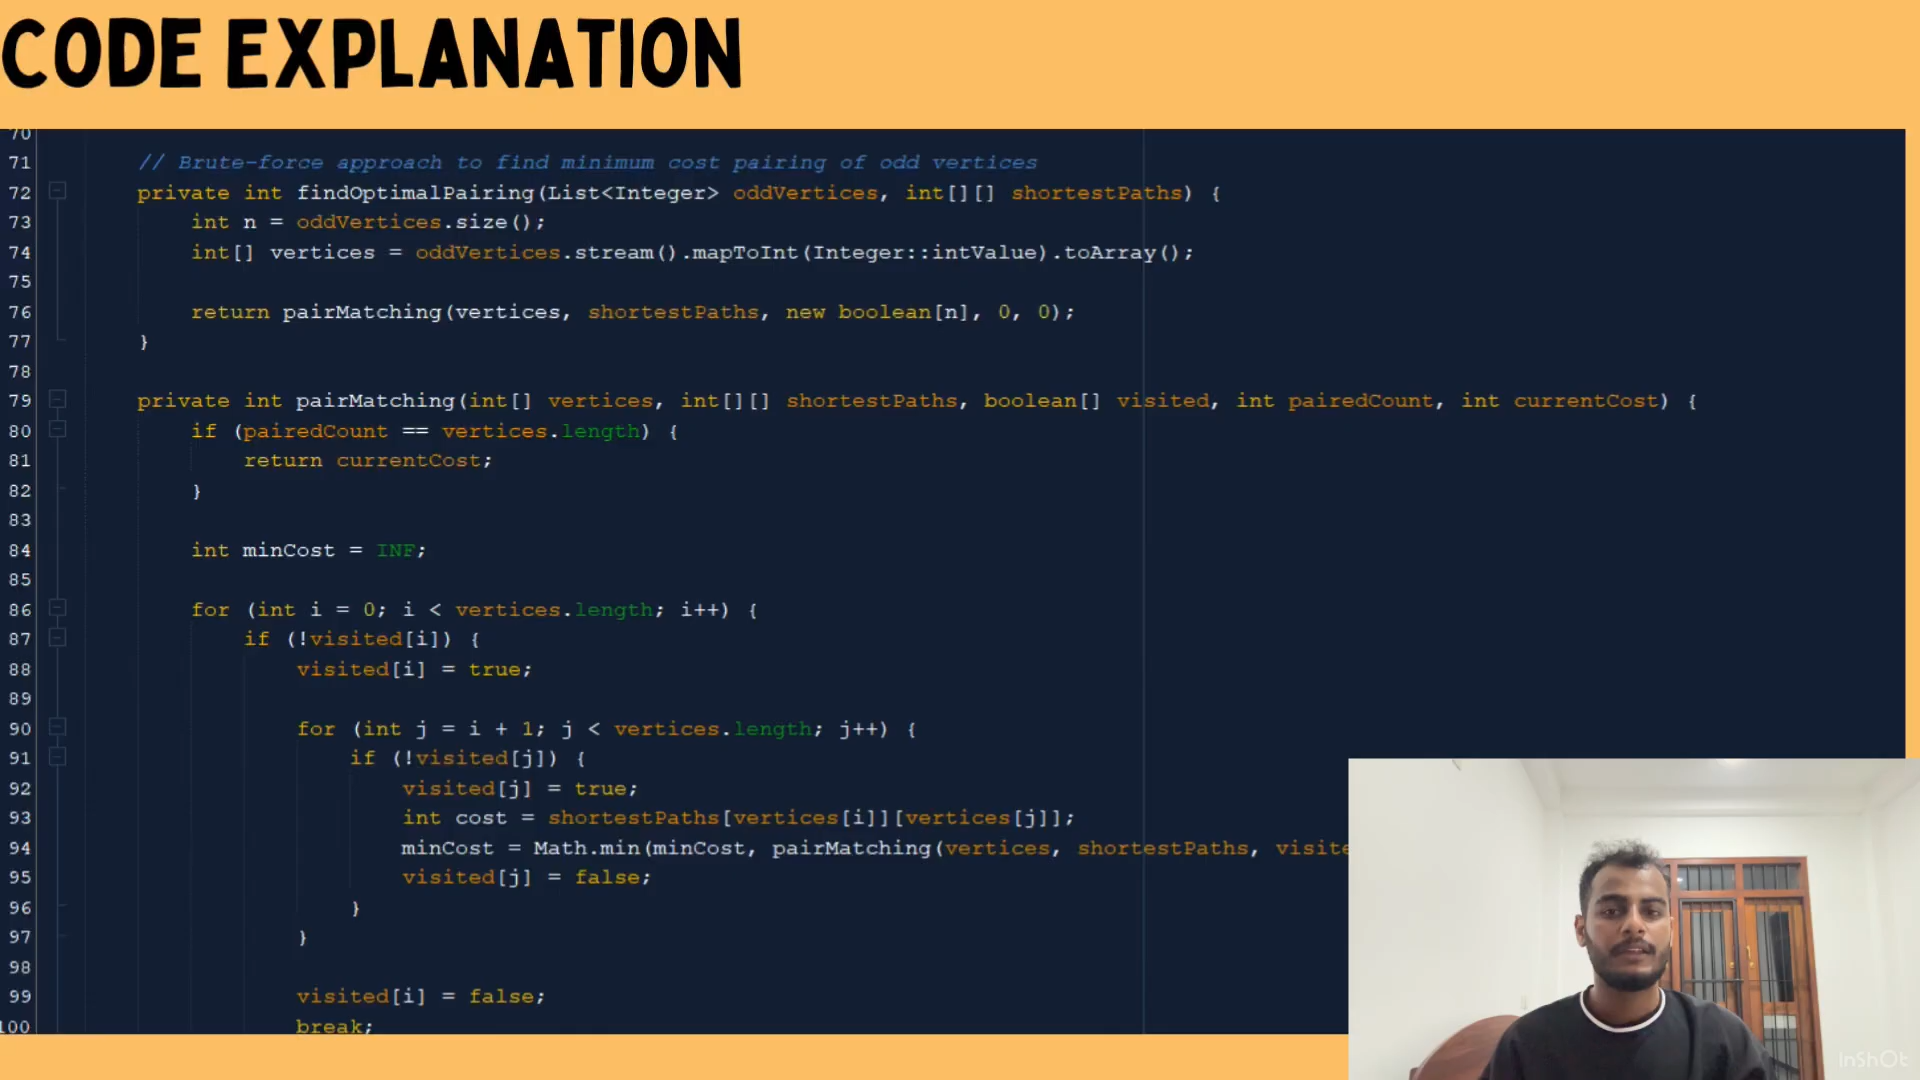 CODE EXPLANATION
70
71 // Brute-force approach to find minimum cost pairing of odd vertices
72 private int findOptimalPairing(List<Integer> oddVertices, int[][] shortestPaths) {
73 int n = oddVertices.size();
74 int[] vertices = oddVertices.stream().mapToInt(Integer::intValue).toArray();
75
76 return pairMatching(vertices, shortestPaths, new boolean[n], 0, 0);
77 }
78
79 private int pairMatching(int[] vertices, int[][] shortestPaths, boolean[] visited, int pairedCount, int currentCost) {
80 if (pairedCount == vertices.length) {
81 return currentCost;
82 }
83
84 int minCost = INF;
85
86 for (int i = 0; i < vertices.length; i++) {
87 if (!visited[i]) {
88 visited[i] = true;
89
90 for (int j = i + 1; j < vertices.length; j++) {
91 if (!visited[j]) {
92 visited[j] = true;
93 int cost = shortestPaths[vertices[i]][vertices[j]];
94 minCost = Math.min(minCost, pairMatching(vertices, shortestPaths, visite
95 visited[j] = false;
96 }
97 }
98
99 visited[i] = false;
100 break;
InShOt